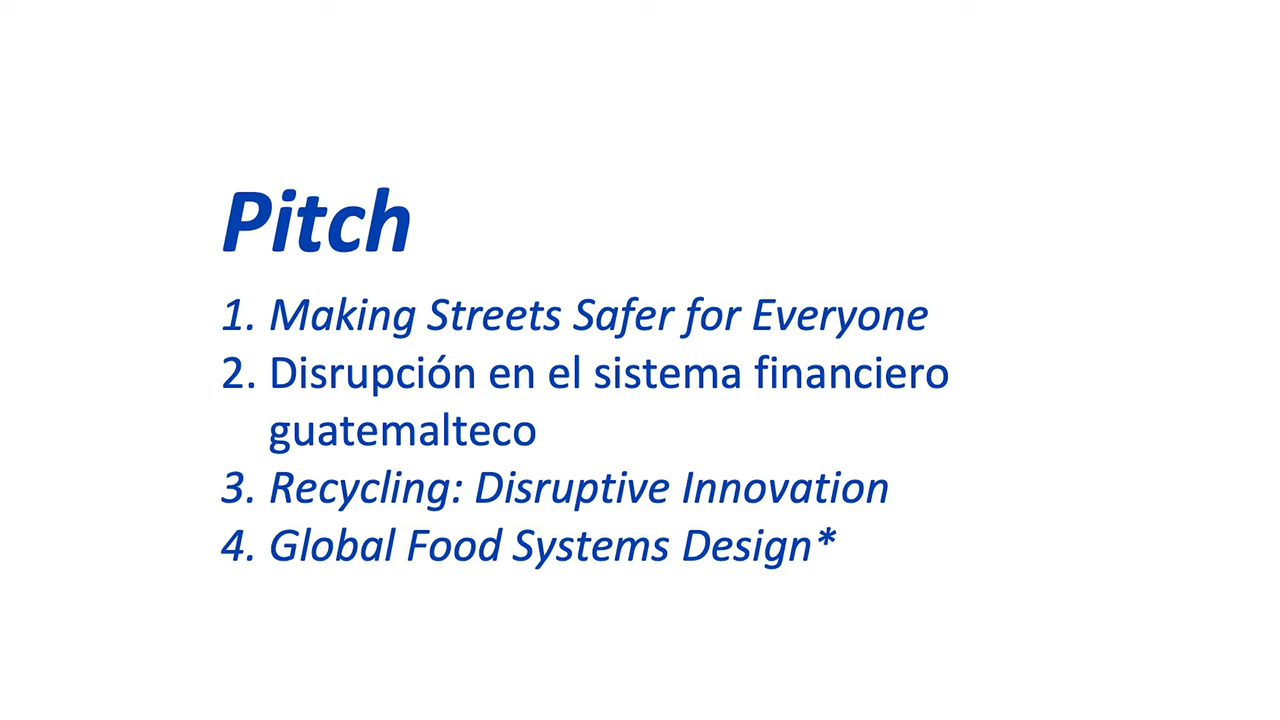 Pitch
1. Making Streets Safer for Everyone
2. Disrupción en el sistema financiero
guatemalteco
3. Recycling: Disruptive Innovation
4. Global Food Systems Design*